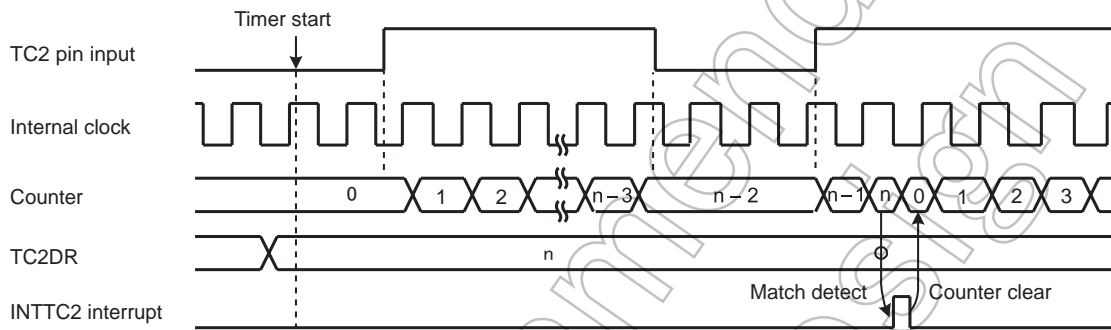 Timer start
TC2 pin input
Internal clock
Counter 0 1 2 n – 3 n – 2 n – 1 n 0 1 2 3
TC2DR n
Match detect Counter clear
INTTC2 interrupt